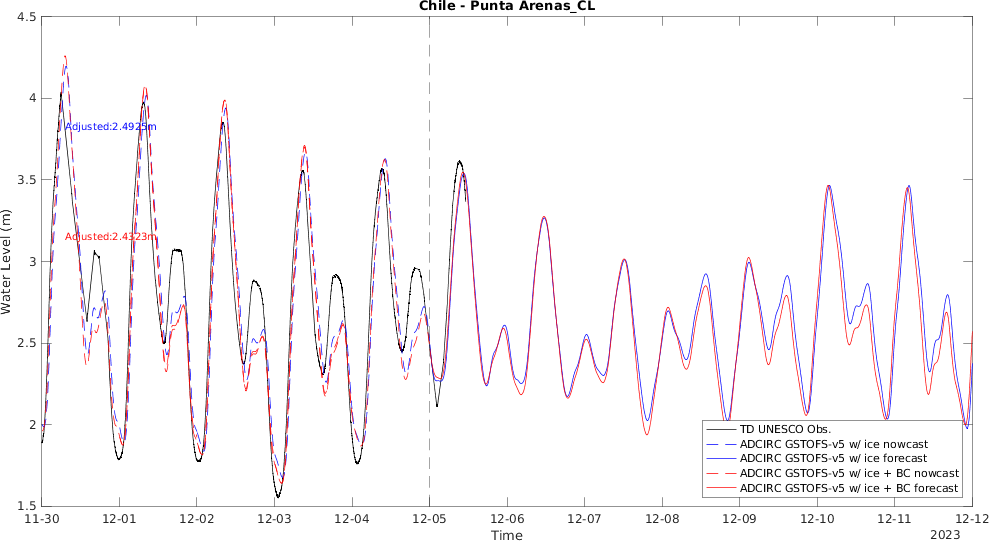 Chile - Punta Arenas_CL
4.5
4
3.5
3
2.5
2
1.5
Water Level (m)
Adjusted:2.4925m
Adjusted:2.4323m
TD UNESCO Obs.
ADCIRC GSTOFS-v5 w/ ice nowcast
ADCIRC GSTOFS-v5 w/ ice forecast
ADCIRC GSTOFS-v5 w/ ice + BC nowcast
ADCIRC GSTOFS-v5 w/ ice + BC forecast
11-30 12-01 12-02 12-03 12-04 12-05 12-06 12-07 12-08 12-09 12-10 12-11 12-12
Time
2023